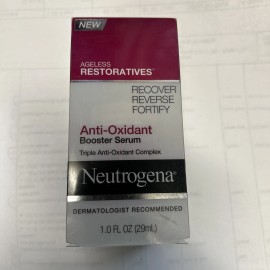 NEW
AGELESS
RESTORATIVES™
RECOVER
REVERSE
FORTIFY
Anti-Oxidant
Booster Serum
Triple Anti-Oxidant Complex
Neutrogena®
DERMATOLOGIST RECOMMENDED
1.0 FL OZ (29mL)